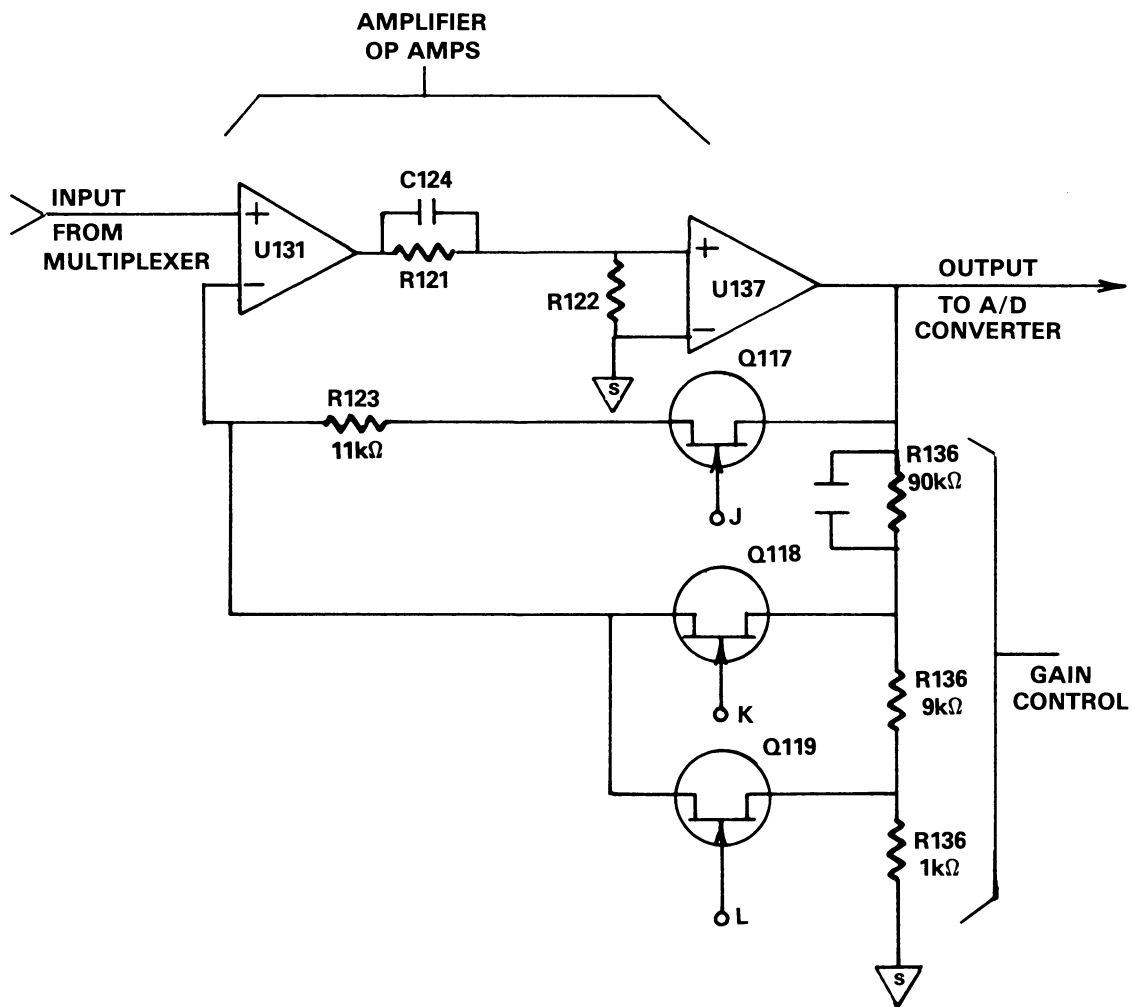 AMPLIFIER
OP AMPS
INPUT
FROM
MULTIPLEXER
+
−
U131
C124
R121
R122
S
+
−
U137
OUTPUT
TO A/D
CONVERTER
R123
11kΩ
Q117
J
R136
90kΩ
Q118
K
R136
9kΩ
GAIN
CONTROL
Q119
L
R136
1kΩ
S